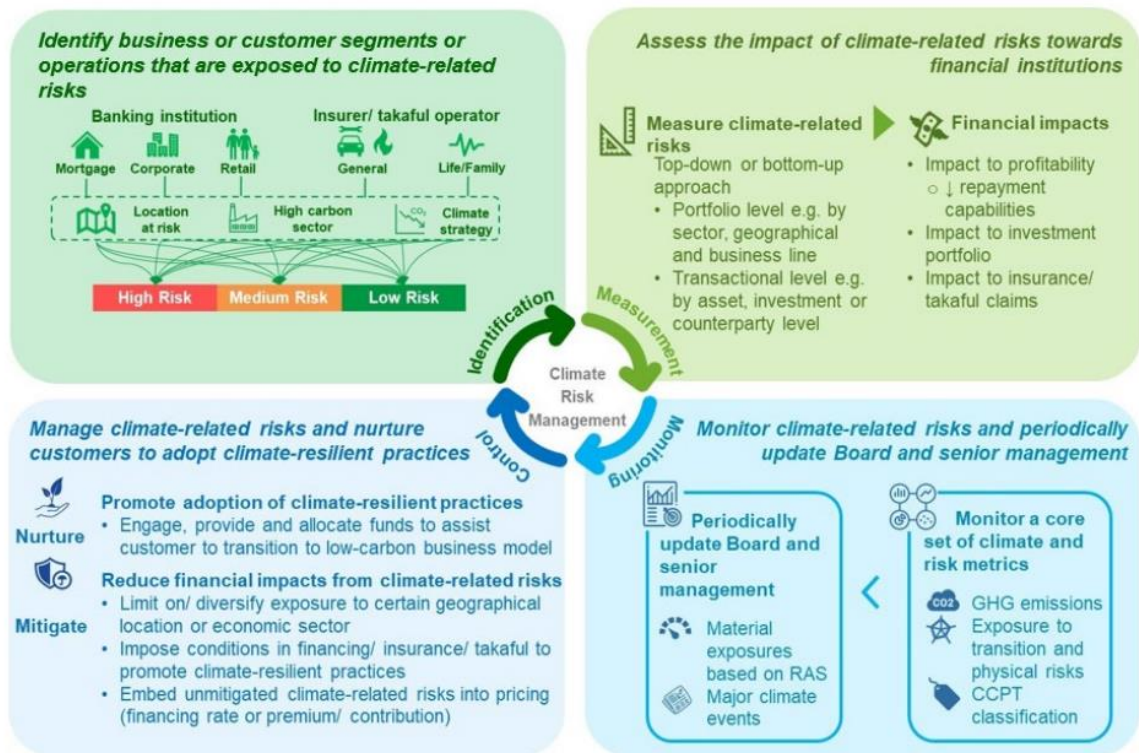 Identify business or customer segments or
operations that are exposed to climate-related
risks
Banking institution
Insurer/ takaful operator
Mortgage
Corporate
Retail
General
Life/Family
Location
at risk
High carbon
sector
CO₂
Climate
strategy
High Risk
Medium Risk
Low Risk
Assess the impact of climate-related risks towards
financial institutions
Measure climate-related
risks
Top-down or bottom-up
approach
• Portfolio level e.g. by
sector, geographical
and business line
• Transactional level e.g.
by asset, investment or
counterparty level
Financial impacts
• Impact to profitability
○ ↓ repayment
capabilities
• Impact to investment
portfolio
• Impact to insurance/
takaful claims
Identification
Measurement
Climate
Risk
Management
Control
Monitoring
Manage climate-related risks and nurture
customers to adopt climate-resilient practices
Nurture
Promote adoption of climate-resilient practices
• Engage, provide and allocate funds to assist
customer to transition to low-carbon business model
Mitigate
Reduce financial impacts from climate-related risks
• Limit on/ diversify exposure to certain geographical
location or economic sector
• Impose conditions in financing/ insurance/ takaful to
promote climate-resilient practices
• Embed unmitigated climate-related risks into pricing
(financing rate or premium/ contribution)
Monitor climate-related risks and periodically
update Board and senior management
Periodically
update Board and
senior
management
Material
exposures
based on RAS
Major climate
events
<
Monitor a core
set of climate and
risk metrics
CO2
GHG emissions
Exposure to
transition and
physical risks
CCPT
classification